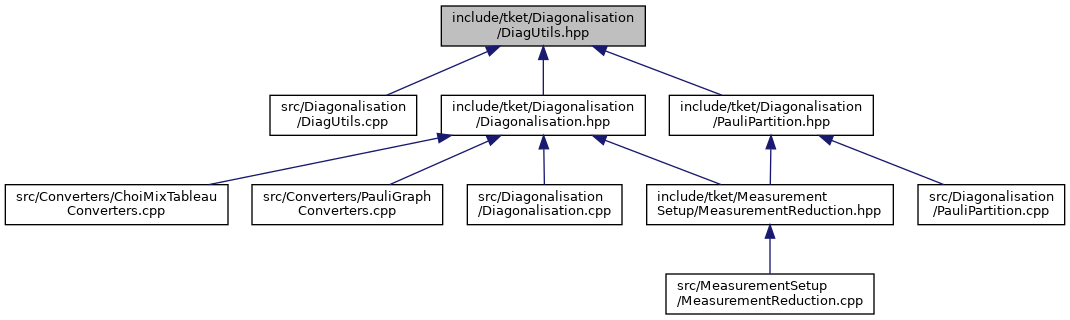 include/tket/Diagonalisation
/DiagUtils.hpp
src/Diagonalisation
/DiagUtils.cpp
include/tket/Diagonalisation
/Diagonalisation.hpp
include/tket/Diagonalisation
/PauliPartition.hpp
src/Converters/ChoiMixTableau
Converters.cpp
src/Converters/PauliGraph
Converters.cpp
src/Diagonalisation
/Diagonalisation.cpp
include/tket/Measurement
Setup/MeasurementReduction.hpp
src/Diagonalisation
/PauliPartition.cpp
src/MeasurementSetup
/MeasurementReduction.cpp